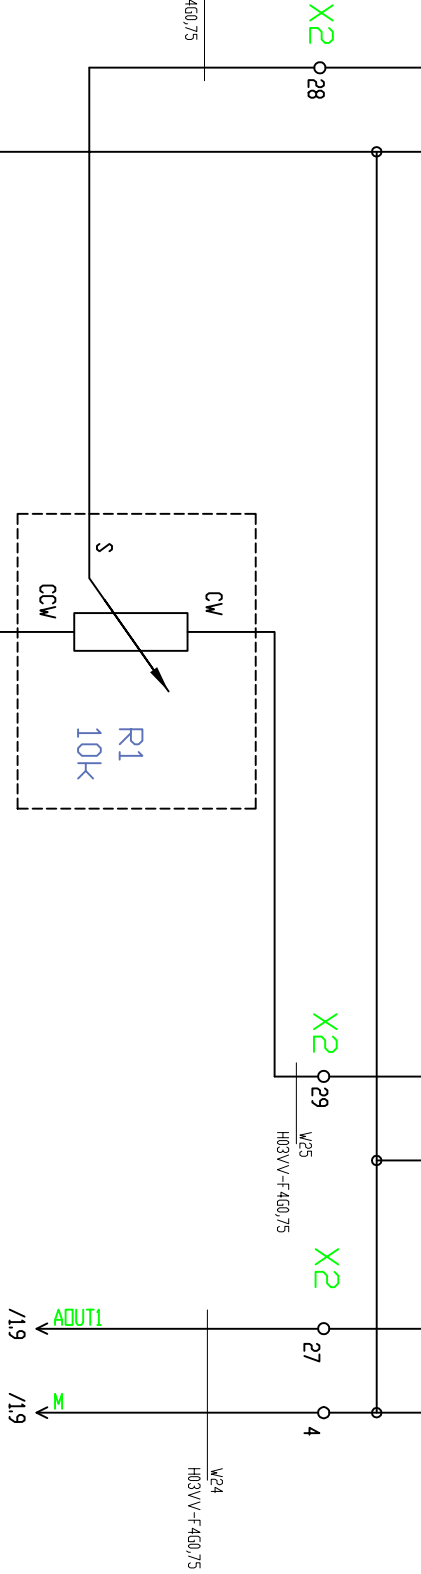 4G0,75
X2
28
S
CCW
CW
R1
10k
X2
29
W25
H03VV-F4G0,75
X2
AOUT1
/1.9
27
M
/1.9
4
W24
H03VV-F4G0,75